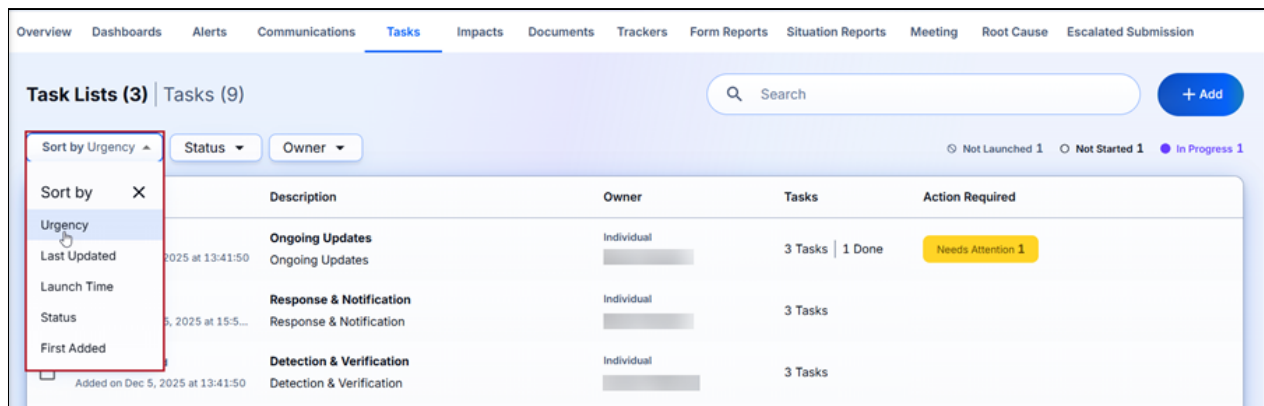 Overview Dashboards Alerts Communications Tasks Impacts Documents Trackers Form Reports Situation Reports Meeting Root Cause Escalated Submission
Task Lists (3) | Tasks (9)
Search
+ Add
Sort by Urgency
Status
Owner
Not Launched 1
Not Started 1
In Progress 1
Sort by
Urgency
Last Updated
Launch Time
Status
First Added
Description Owner Tasks Action Required
Ongoing Updates Individual
2025 at 13:41:50 Ongoing Updates 3 Tasks | 1 Done Needs Attention 1
Response & Notification Individual
5, 2025 at 15:5... Response & Notification 3 Tasks
Detection & Verification Individual
Added on Dec 5, 2025 at 13:41:50 Detection & Verification 3 Tasks